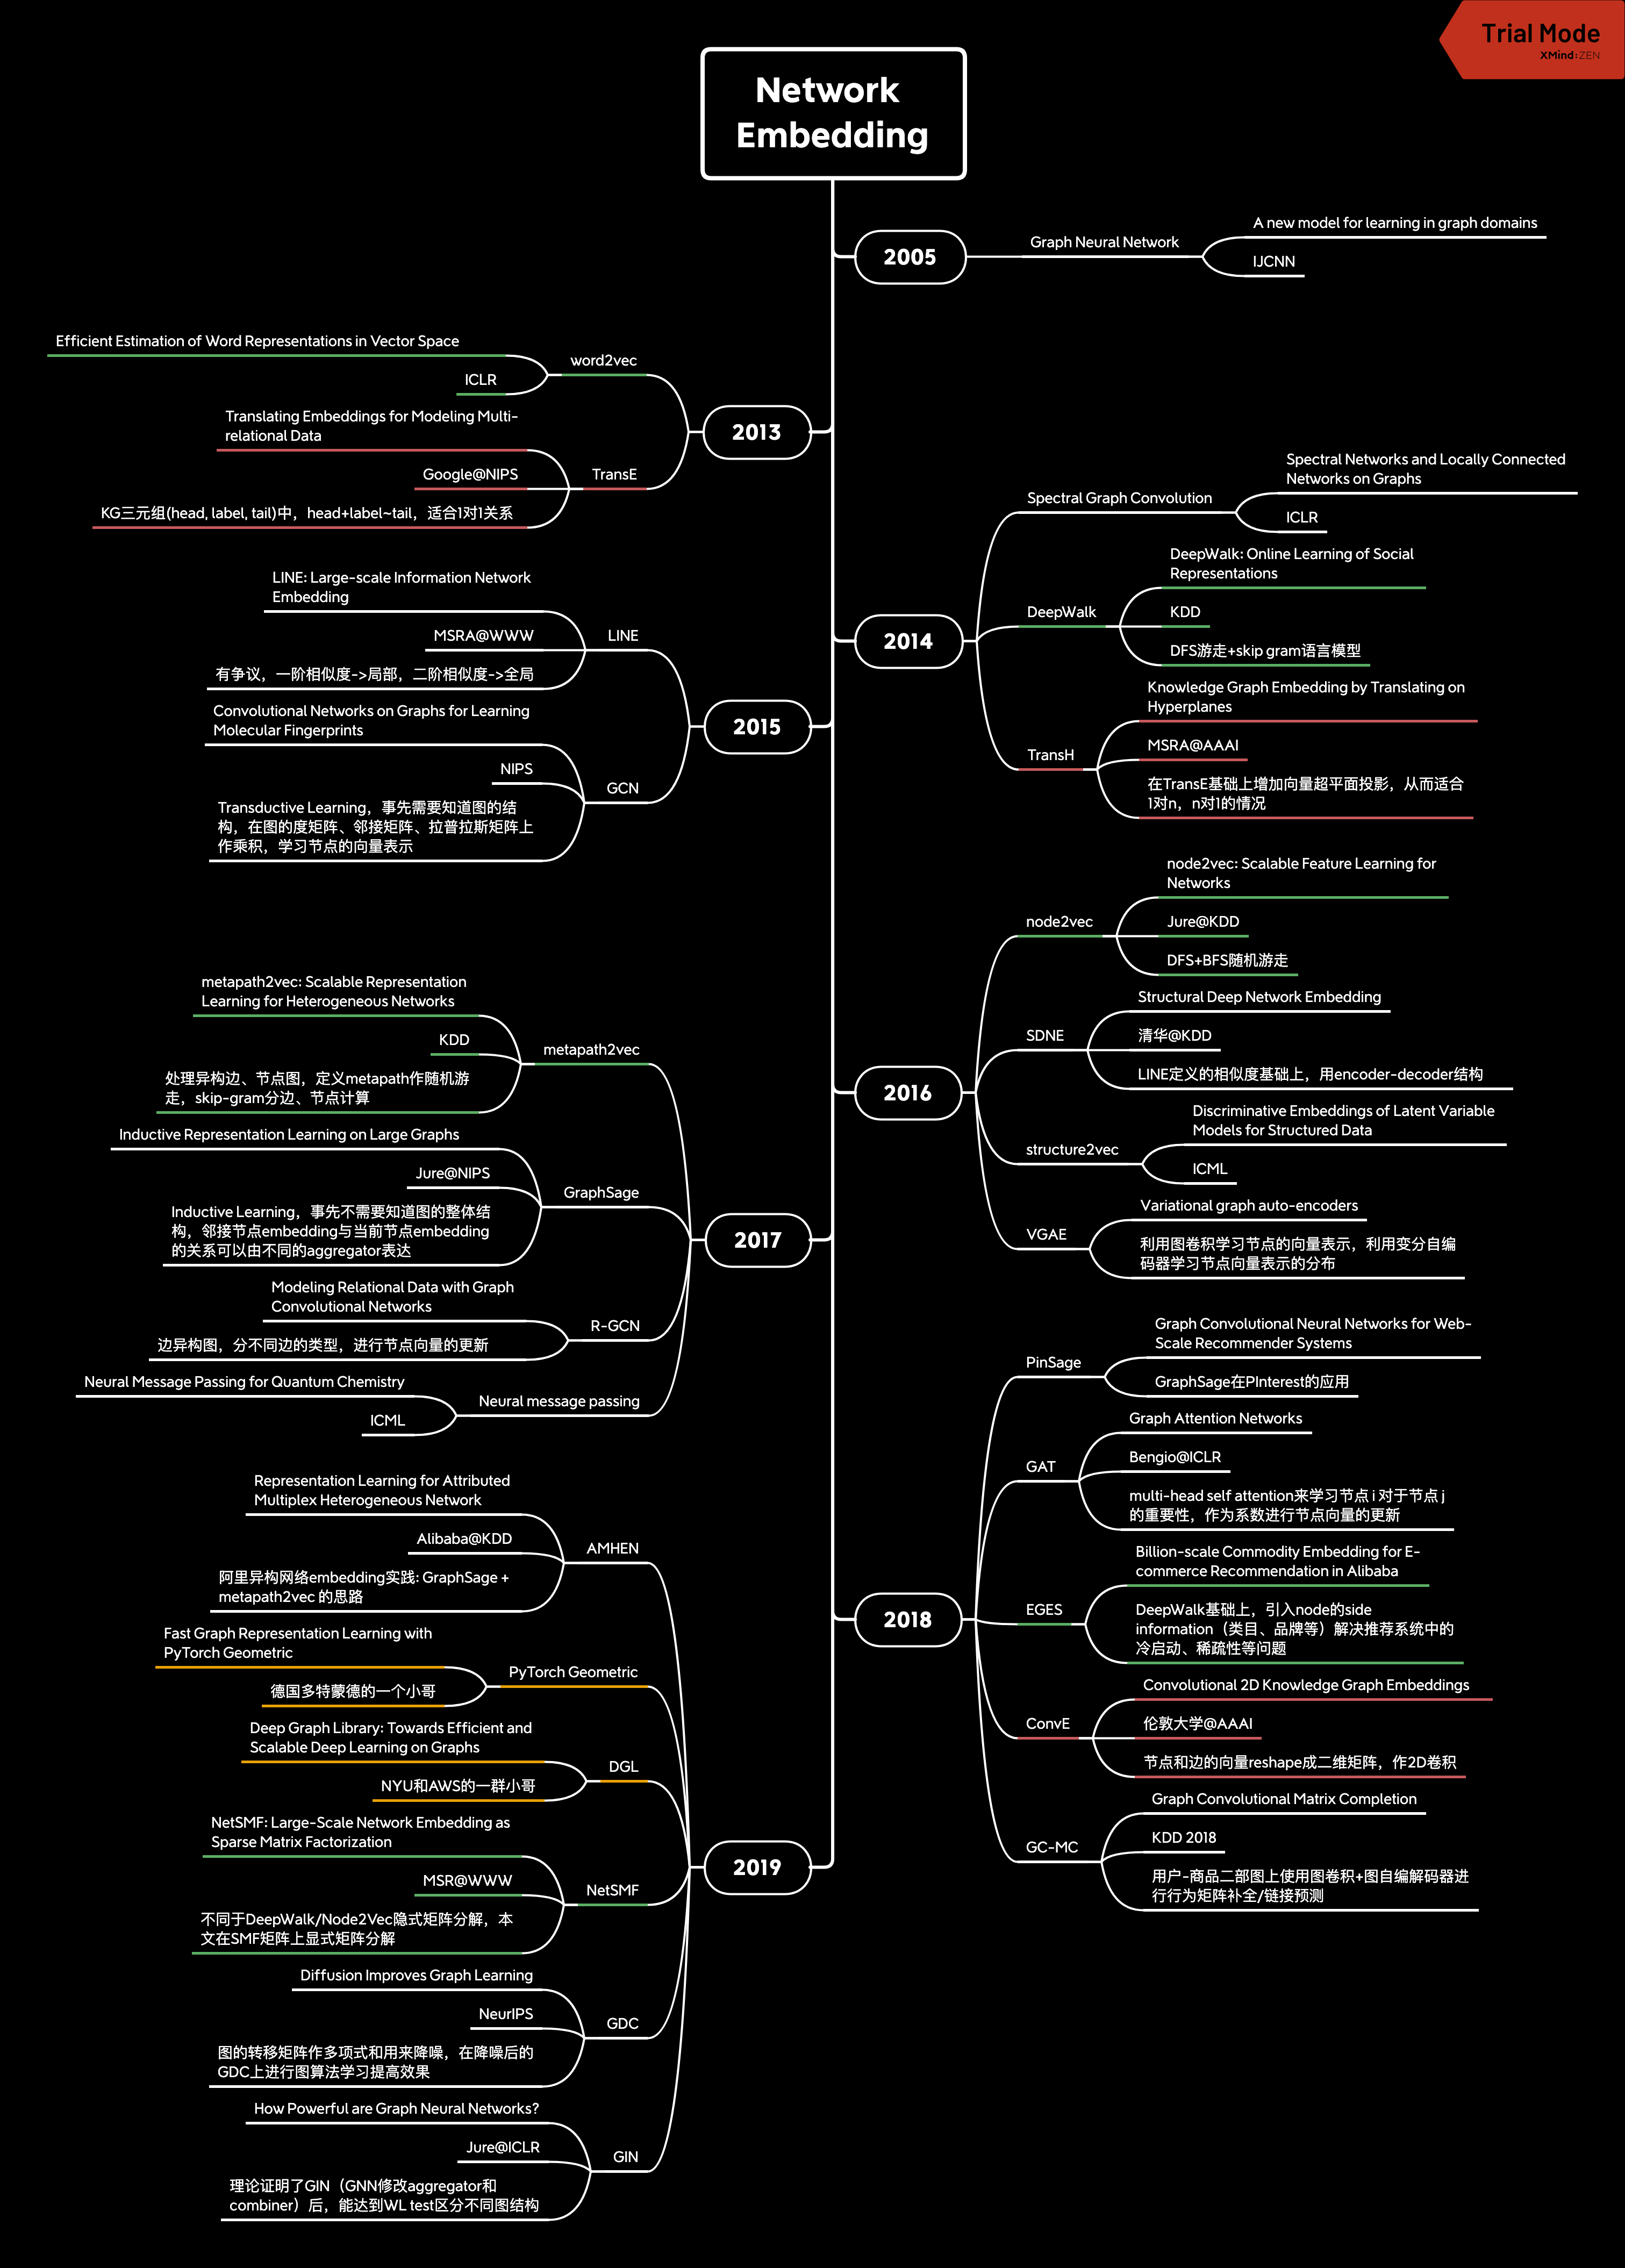 Trial Mode
XMind:ZEN
Network
Embedding
2005
Graph Neural Network
A new model for learning in graph domains
IJCNN
2013
word2vec
Efficient Estimation of Word Representations in Vector Space
ICLR
TransE
Translating Embeddings for Modeling Multi-
relational Data
Google@NIPS
KG三元组(head, label, tail)中，head+label~tail，适合1对1关系
2014
Spectral Graph Convolution
Spectral Networks and Locally Connected
Networks on Graphs
ICLR
DeepWalk
DeepWalk: Online Learning of Social
Representations
KDD
DFS游走+skip gram语言模型
TransH
Knowledge Graph Embedding by Translating on
Hyperplanes
MSRA@AAAI
在TransE基础上增加向量超平面投影，从而适合
1对n，n对1的情况
2015
LINE
LINE: Large-scale Information Network
Embedding
MSRA@WWW
有争议，一阶相似度->局部，二阶相似度->全局
GCN
Convolutional Networks on Graphs for Learning
Molecular Fingerprints
NIPS
Transductive Learning，事先需要知道图的结
构，在图的度矩阵、邻接矩阵、拉普拉斯矩阵上
作乘积，学习节点的向量表示
2016
node2vec
node2vec: Scalable Feature Learning for
Networks
Jure@KDD
DFS+BFS随机游走
SDNE
Structural Deep Network Embedding
清华@KDD
LINE定义的相似度基础上，用encoder-decoder结构
structure2vec
Discriminative Embeddings of Latent Variable
Models for Structured Data
ICML
VGAE
Variational graph auto-encoders
利用图卷积学习节点的向量表示，利用变分自编
码器学习节点向量表示的分布
2017
metapath2vec
metapath2vec: Scalable Representation
Learning for Heterogeneous Networks
KDD
处理异构边、节点图，定义metapath作随机游
走，skip-gram分边、节点计算
GraphSage
Inductive Representation Learning on Large Graphs
Jure@NIPS
Inductive Learning，事先不需要知道图的整体结
构，邻接节点embedding与当前节点embedding
的关系可以由不同的aggregator表达
R-GCN
Modeling Relational Data with Graph
Convolutional Networks
边异构图，分不同边的类型，进行节点向量的更新
Neural message passing
Neural Message Passing for Quantum Chemistry
ICML
2018
PinSage
Graph Convolutional Neural Networks for Web-
Scale Recommender Systems
GraphSage在PInterest的应用
GAT
Graph Attention Networks
Bengio@ICLR
multi-head self attention来学习节点 i 对于节点 j
的重要性，作为系数进行节点向量的更新
EGES
Billion-scale Commodity Embedding for E-
commerce Recommendation in Alibaba
DeepWalk基础上，引入node的side
information（类目、品牌等）解决推荐系统中的
冷启动、稀疏性等问题
ConvE
Convolutional 2D Knowledge Graph Embeddings
伦敦大学@AAAI
节点和边的向量reshape成二维矩阵，作2D卷积
GC-MC
Graph Convolutional Matrix Completion
KDD 2018
用户-商品二部图上使用图卷积+图自编解码器进
行行为矩阵补全/链接预测
2019
AMHEN
Representation Learning for Attributed
Multiplex Heterogeneous Network
Alibaba@KDD
阿里异构网络embedding实践: GraphSage +
metapath2vec 的思路
PyTorch Geometric
Fast Graph Representation Learning with
PyTorch Geometric
德国多特蒙德的一个小哥
DGL
Deep Graph Library: Towards Efficient and
Scalable Deep Learning on Graphs
NYU和AWS的一群小哥
NetSMF
NetSMF: Large-Scale Network Embedding as
Sparse Matrix Factorization
MSR@WWW
不同于DeepWalk/Node2Vec隐式矩阵分解，本
文在SMF矩阵上显式矩阵分解
GDC
Diffusion Improves Graph Learning
NeurIPS
图的转移矩阵作多项式和用来降噪，在降噪后的
GDC上进行图算法学习提高效果
GIN
How Powerful are Graph Neural Networks?
Jure@ICLR
理论证明了GIN（GNN修改aggregator和
combiner）后，能达到WL test区分不同图结构